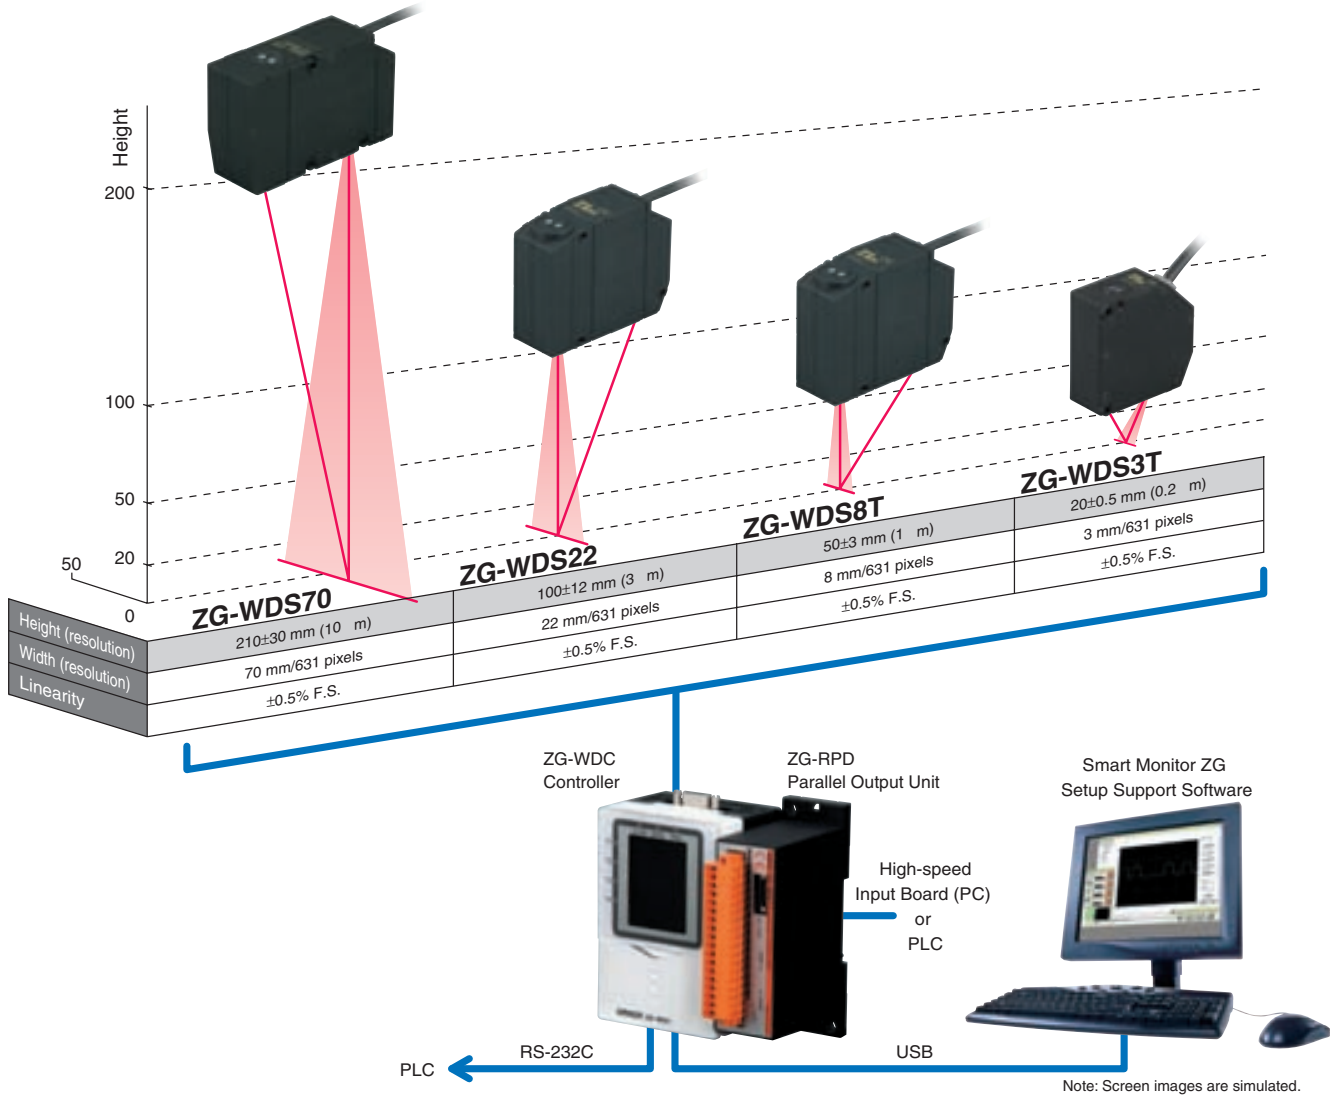 Height
200
100
50
20
0
50
ZG-WDS70
ZG-WDS22
ZG-WDS8T
ZG-WDS3T
Height (resolution)
210±30 mm (10 m)
100±12 mm (3 m)
50±3 mm (1 m)
20±0.5 mm (0.2 m)
Width (resolution)
70 mm/631 pixels
22 mm/631 pixels
8 mm/631 pixels
3 mm/631 pixels
Linearity
±0.5% F.S.
±0.5% F.S.
±0.5% F.S.
±0.5% F.S.
ZG-WDC
Controller
ZG-RPD
Parallel Output Unit
Smart Monitor ZG
Setup Support Software
High-speed
Input Board (PC)
or
PLC
RS-232C
USB
PLC
Note: Screen images are simulated.